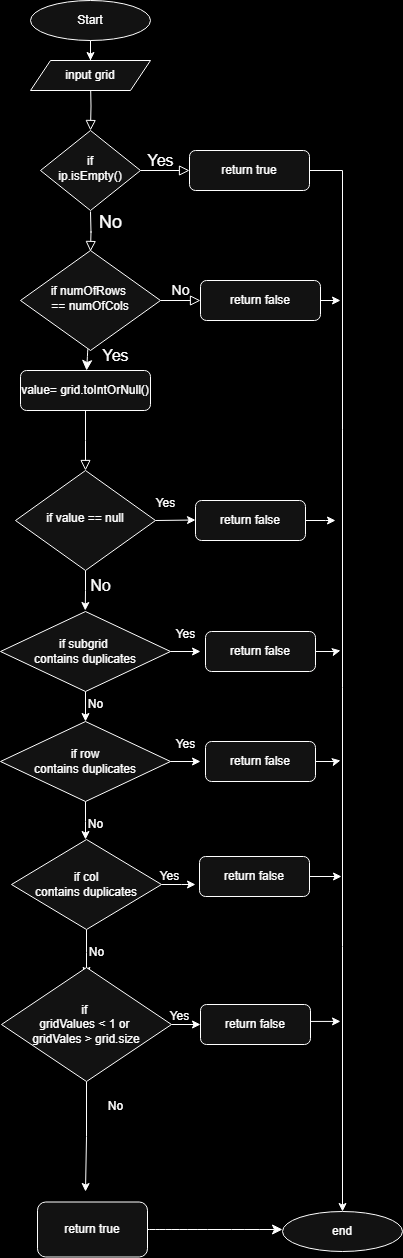 Start
input grid
if
ip.isEmpty()
Yes
return true
No
if numOfRows
== numOfCols
No
return false
Yes
value= grid.toIntOrNull()
if value == null
Yes
return false
No
if subgrid
contains duplicates
Yes
return false
No
if row
contains duplicates
Yes
return false
No
if col
contains duplicates
Yes
return false
No
if
gridValues < 1 or
gridVales > grid.size
Yes
return false
No
return true
end